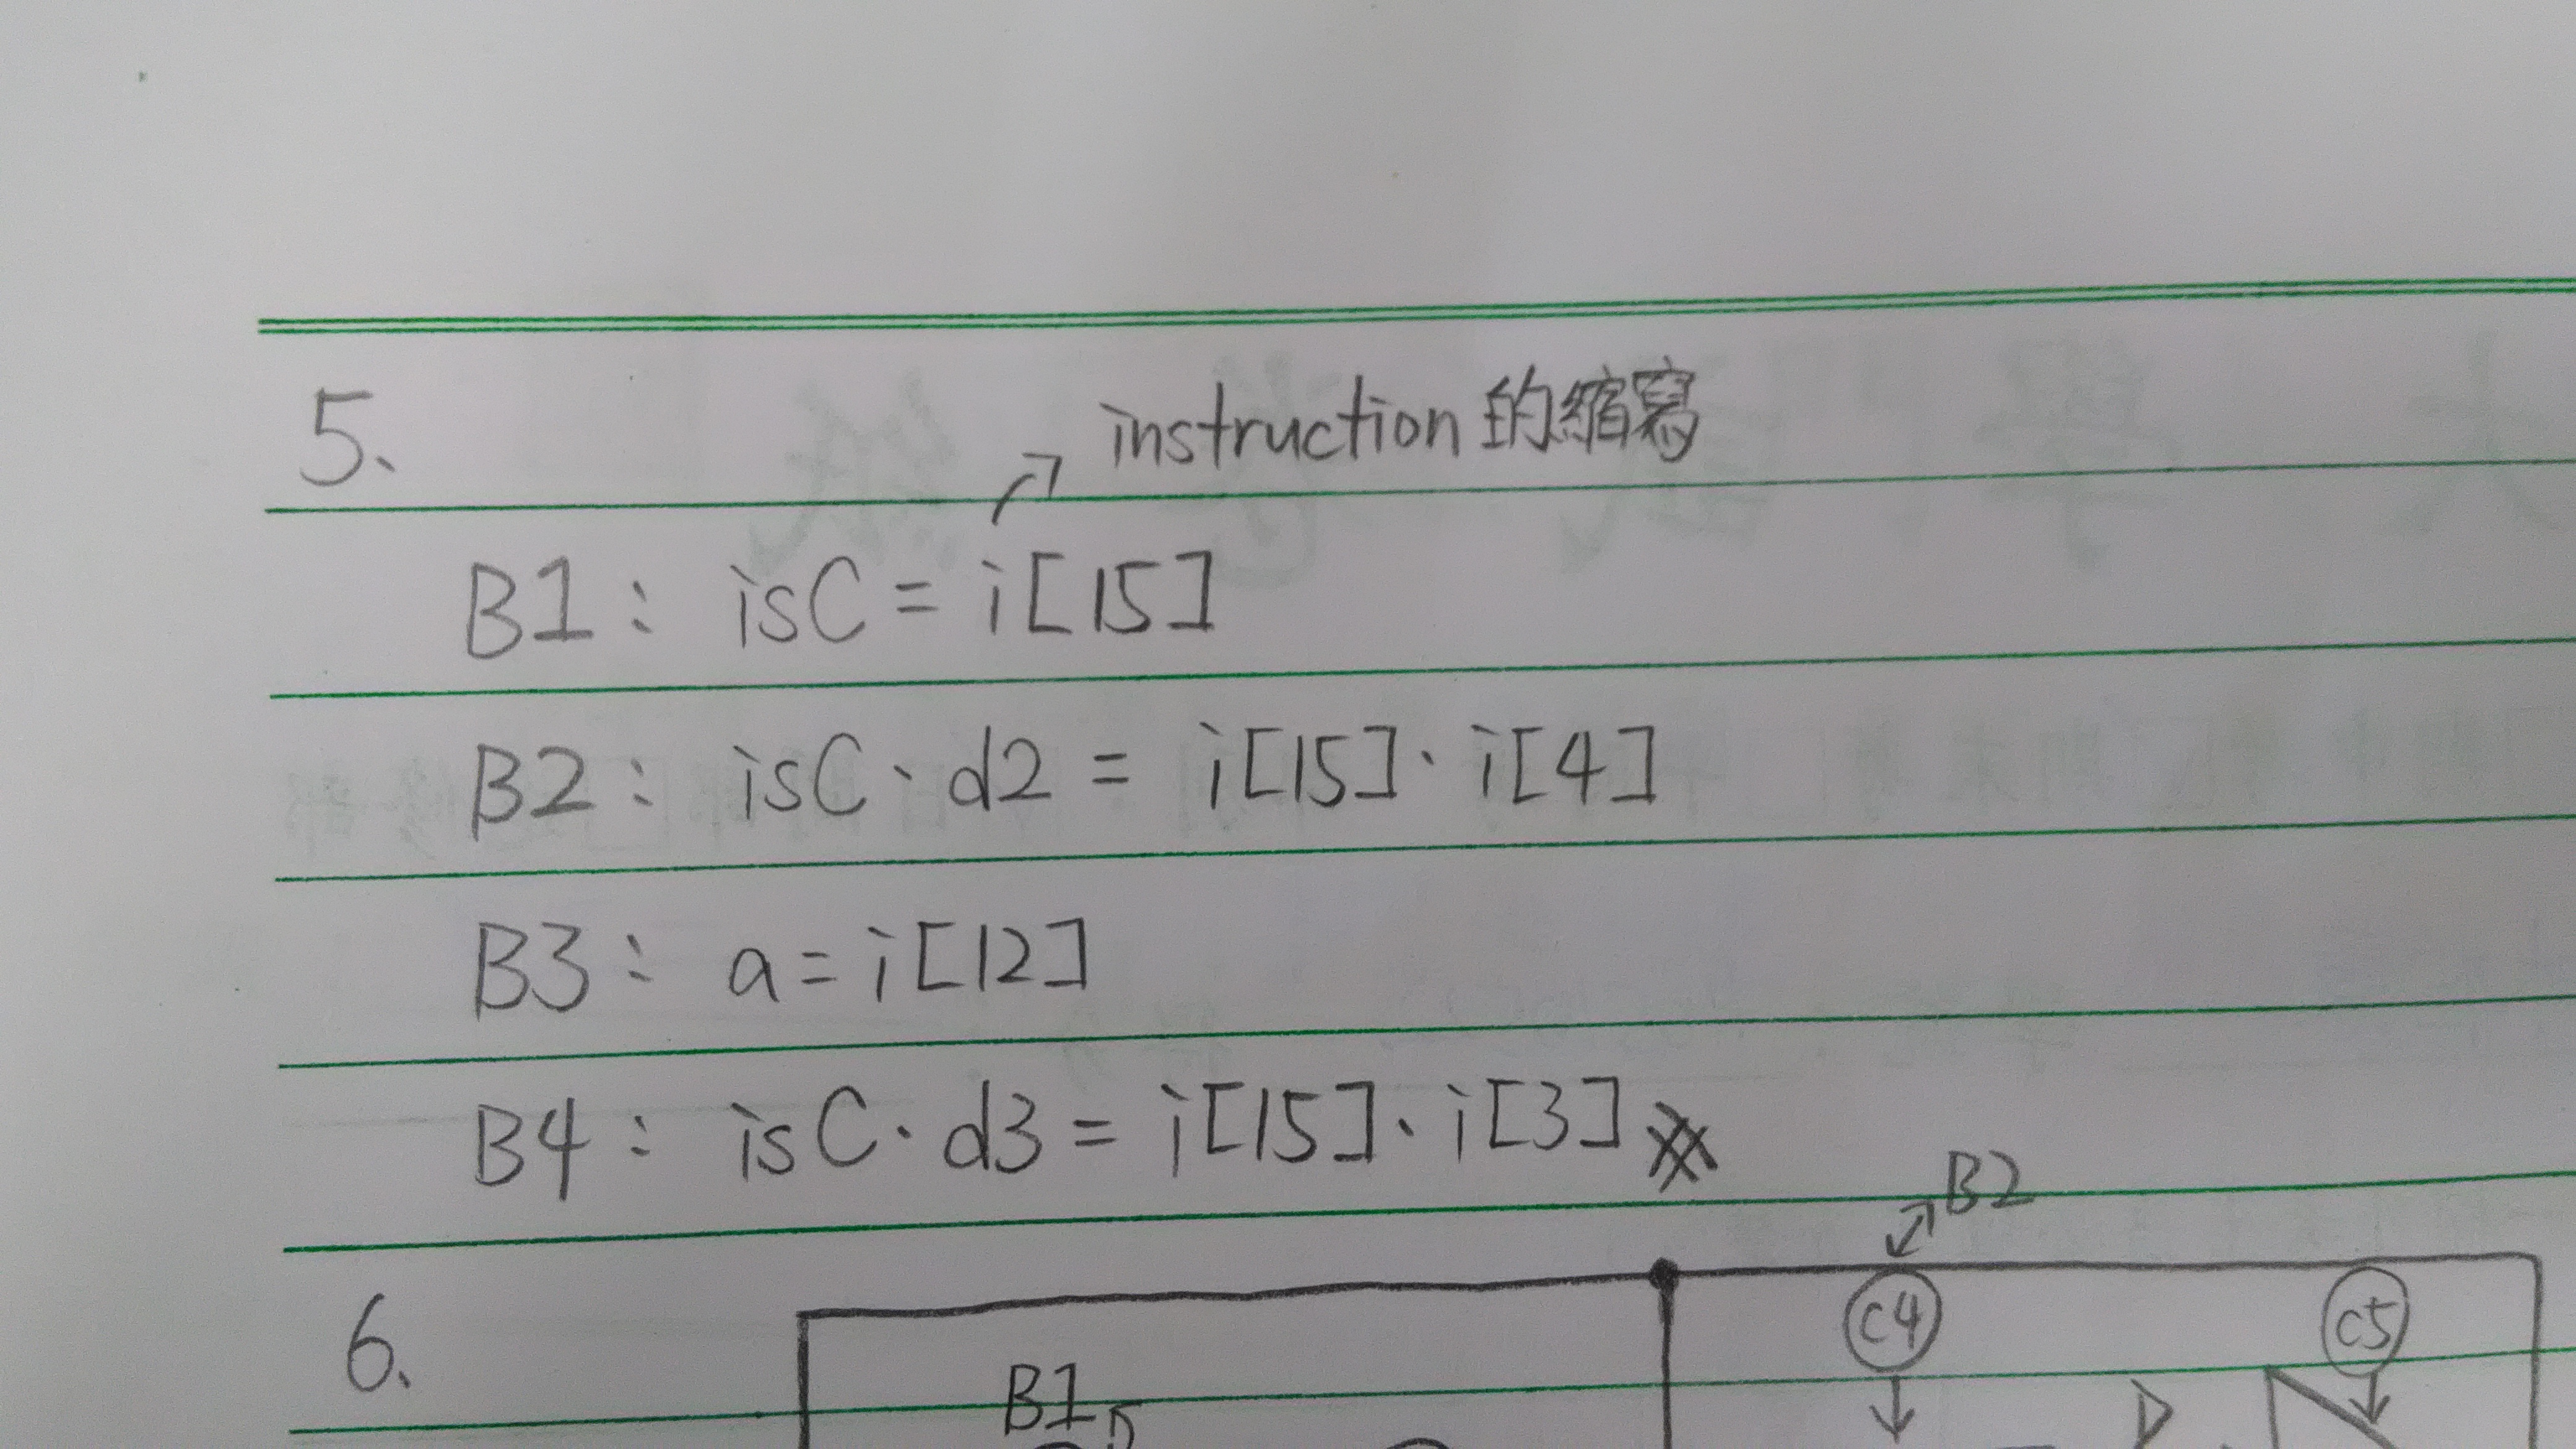 5、
instruction 的縮寫
B1： isC = i[15]
B2： isC · d2 = i[15] · i[4]
B3： a = i[12]
B4： isC · d3 = i[15] · i[3]
B2
6、
c4
c5
B1
D